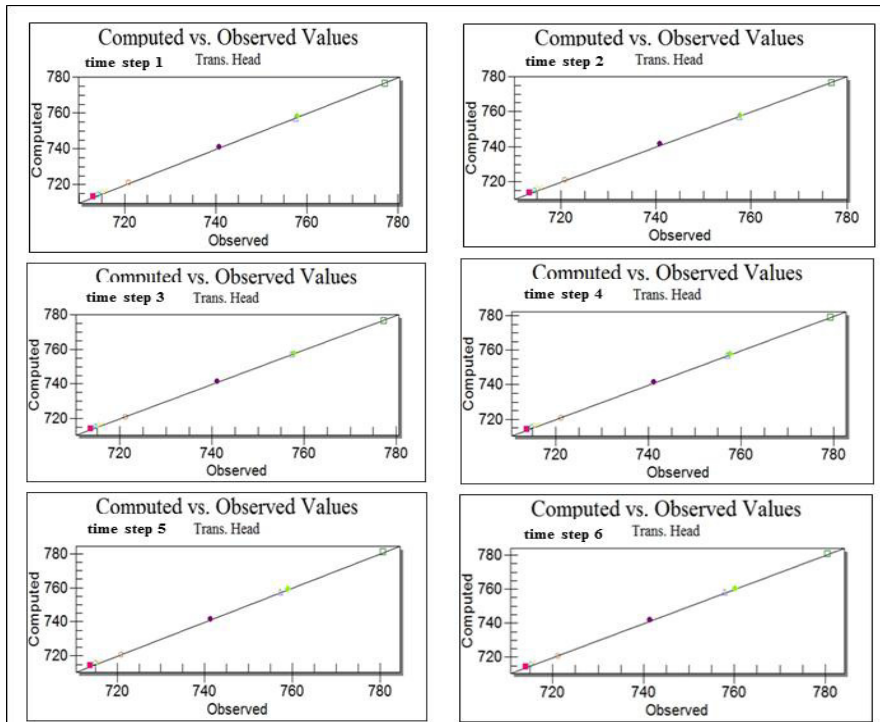 Computed vs. Observed Values
time step 1 Trans. Head
780
760
740
720
Computed
720 740 760 780
Observed
Computed vs. Observed Values
time step 2 Trans. Head
780
760
740
720
Computed
720 740 760 780
Observed
Computed vs. Observed Values
time step 3 Trans. Head
780
760
740
720
Computed
720 740 760 780
Observed
Computed vs. Observed Values
time step 4 Trans. Head
780
760
740
720
Computed
720 740 760 780
Observed
Computed vs. Observed Values
time step 5 Trans. Head
780
760
740
720
Computed
720 740 760 780
Observed
Computed vs. Observed Values
time step 6 Trans. Head
780
760
740
720
Computed
720 740 760 780
Observed